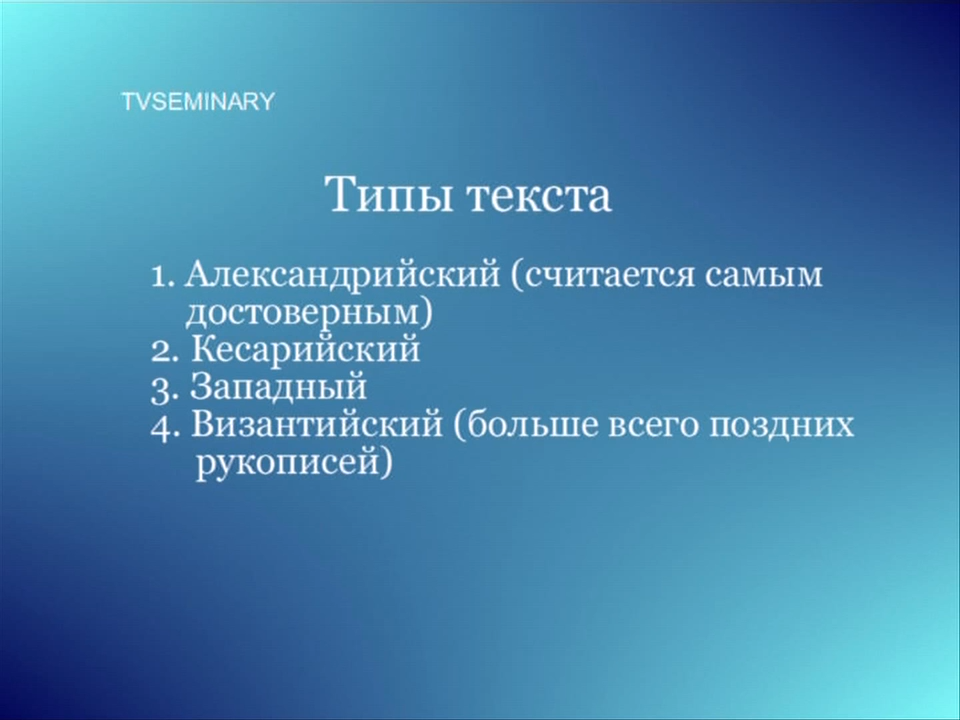 TVSEMINARY
Типы текста
1. Александрийский (считается самым
достоверным)
2. Кесарийский
3. Западный
4. Византийский (больше всего поздних
рукописей)